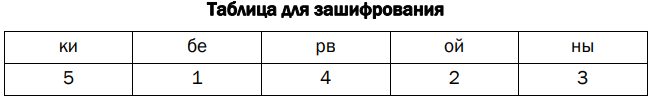 Таблица для зашифрования
ки бе рв ой ны
5 1 4 2 3